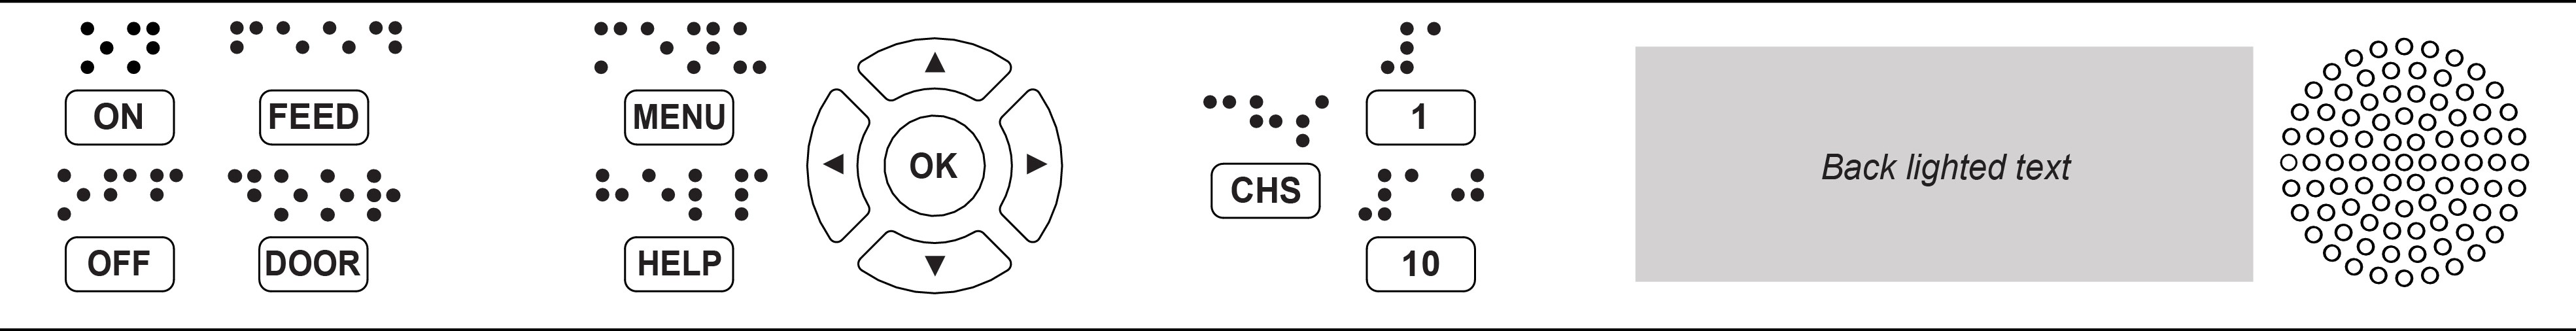 ON
FEED
OFF
DOOR
MENU
HELP
▲
◀
OK
▶
▼
CHS
1
10
Back lighted text